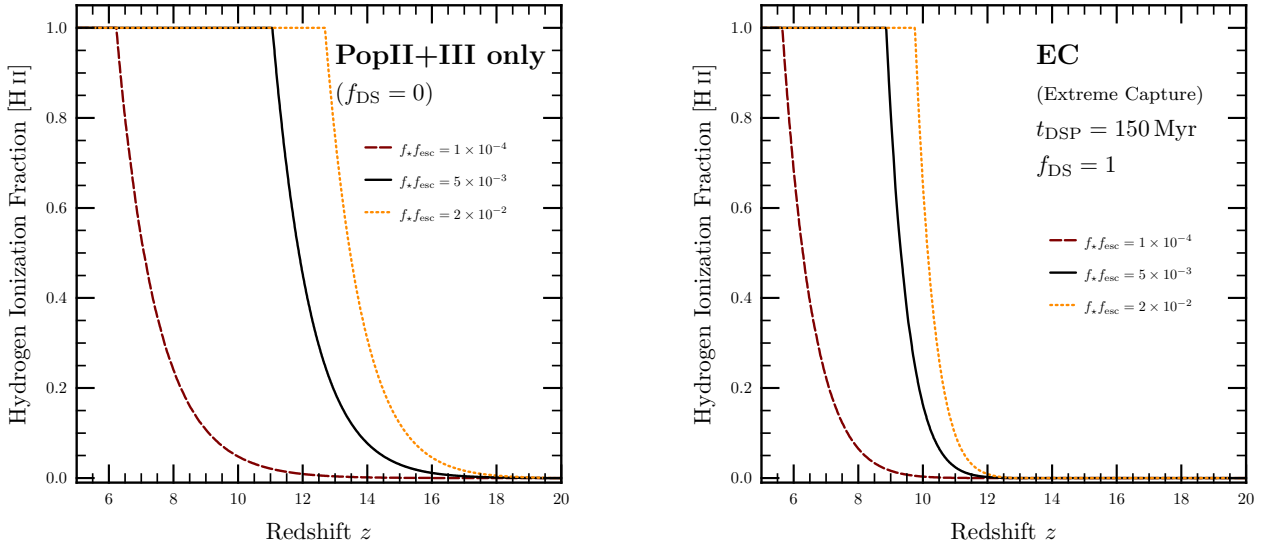 Hydrogen Ionization Fraction [H II]
1.0
0.8
0.6
0.4
0.2
0.0
PopII+III only
(f_DS = 0)
f⋆f_esc = 1 × 10⁻⁴
f⋆f_esc = 5 × 10⁻³
f⋆f_esc = 2 × 10⁻²
6 8 10 12 14 16 18 20
Redshift z
Hydrogen Ionization Fraction [H II]
1.0
0.8
0.6
0.4
0.2
0.0
EC
(Extreme Capture)
t_DSP = 150 Myr
f_DS = 1
f⋆f_esc = 1 × 10⁻⁴
f⋆f_esc = 5 × 10⁻³
f⋆f_esc = 2 × 10⁻²
6 8 10 12 14 16 18 20
Redshift z